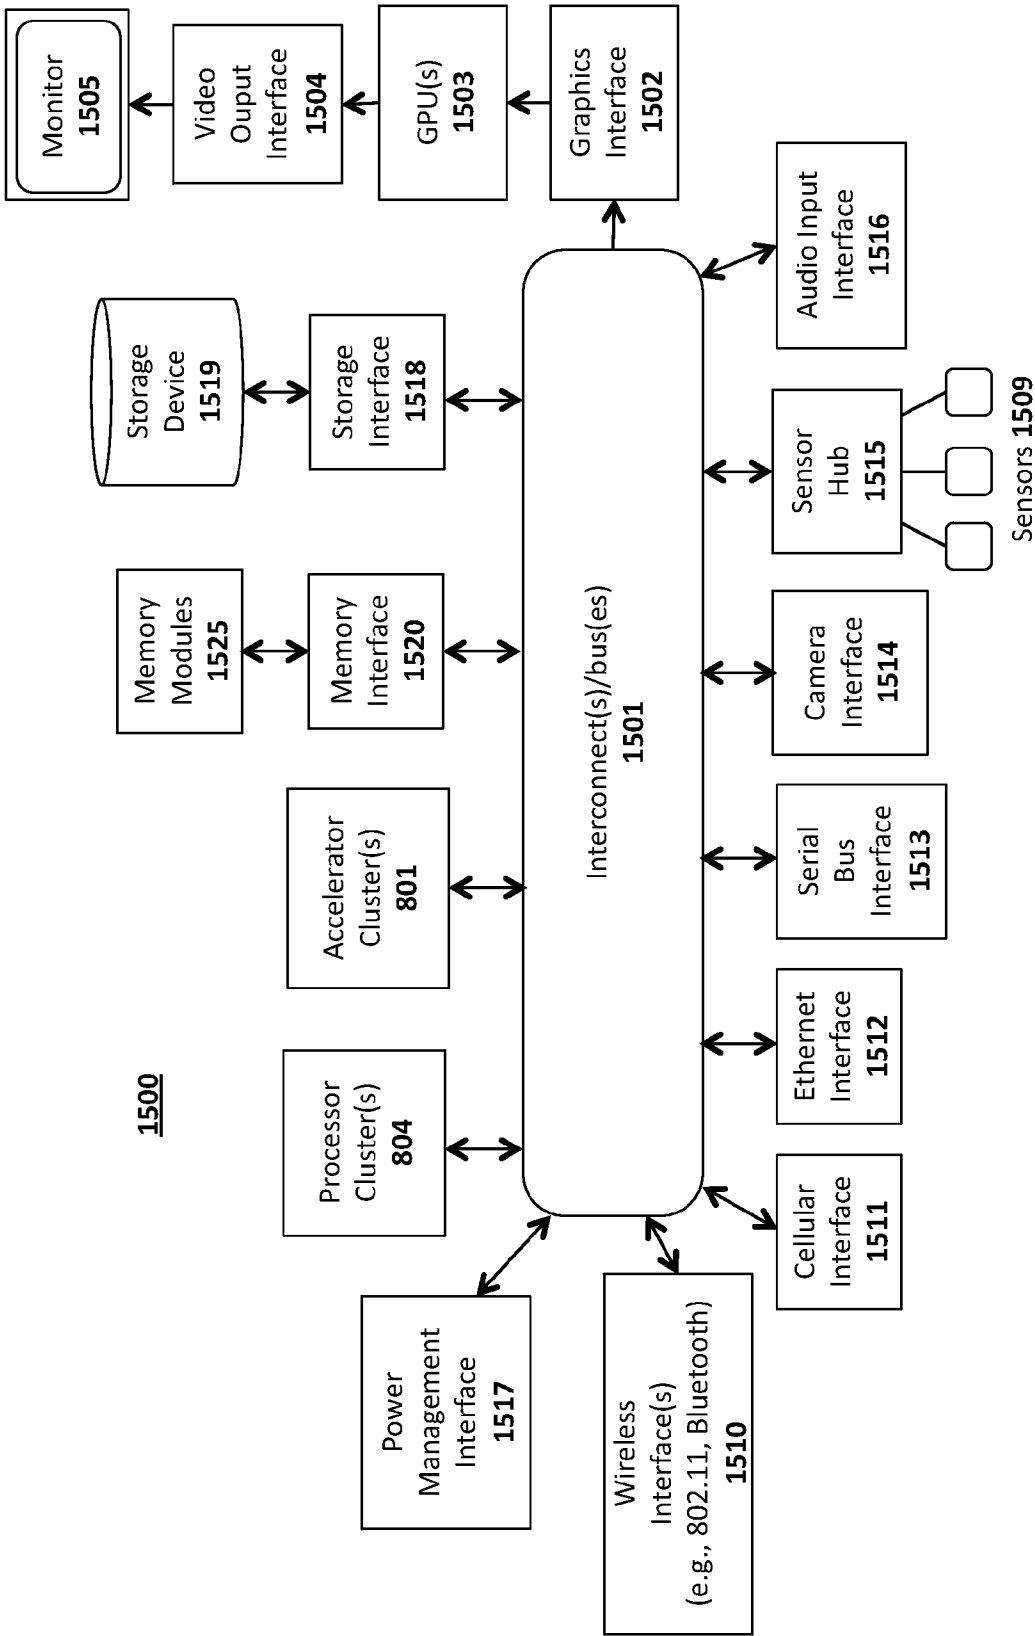 1500
Power
Management
Interface
1517
Processor
Cluster(s)
804
Accelerator
Cluster(s)
801
Memory
Modules
1525
Memory
Interface
1520
Storage
Device
1519
Storage
Interface
1518
Monitor
1505
Video
Ouput
Interface
1504
GPU(s)
1503
Graphics
Interface
1502
Interconnect(s)/bus(es)
1501
Wireless
Interface(s)
(e.g., 802.11, Bluetooth)
1510
Cellular
Interface
1511
Ethernet
Interface
1512
Serial
Bus
Interface
1513
Camera
Interface
1514
Sensor
Hub
1515
Sensors 1509
Audio Input
Interface
1516